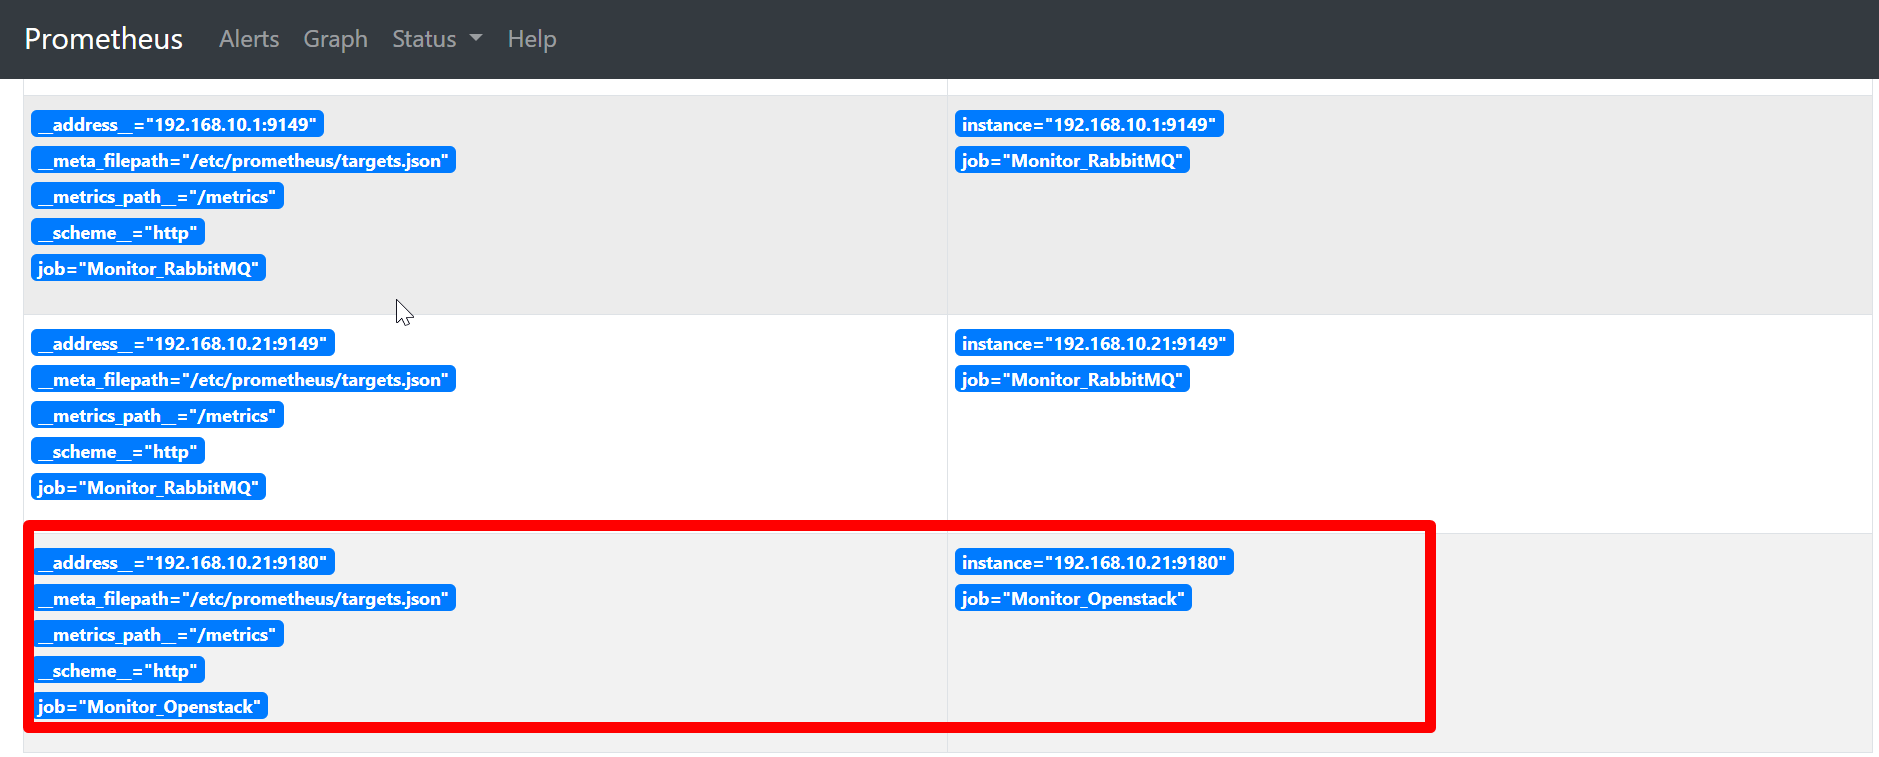 Prometheus Alerts Graph Status Help
__address__="192.168.10.1:9149" instance="192.168.10.1:9149"
__meta_filepath="/etc/prometheus/targets.json" job="Monitor_RabbitMQ"
__metrics_path__="/metrics"
__scheme__="http"
job="Monitor_RabbitMQ"
__address__="192.168.10.21:9149" instance="192.168.10.21:9149"
__meta_filepath="/etc/prometheus/targets.json" job="Monitor_RabbitMQ"
__metrics_path__="/metrics"
__scheme__="http"
job="Monitor_RabbitMQ"
__address__="192.168.10.21:9180" instance="192.168.10.21:9180"
__meta_filepath="/etc/prometheus/targets.json" job="Monitor_Openstack"
__metrics_path__="/metrics"
__scheme__="http"
job="Monitor_Openstack"